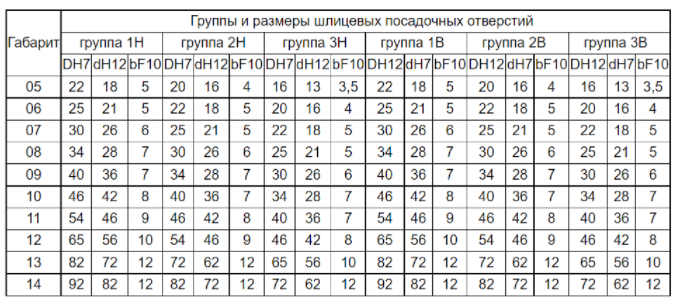 Группы и размеры шлицевых посадочных отверстий
Габарит группа 1Н группа 2Н группа 3Н группа 1В группа 2В группа 3В
DH7 dH12 bF10 DH7 dH12 bF10 DH7 dH12 bF10 DH12 dH12 bF10 DH12 dH12 bF10 DH12 dH12 bF10
05 22 18 5 20 16 4 16 13 3,5 22 18 5 20 16 4 16 13 3,5
06 25 21 5 22 18 5 20 16 4 25 21 5 22 18 5 20 16 4
07 30 26 6 25 21 5 22 18 5 30 26 6 25 21 5 22 18 5
08 34 28 7 30 26 6 25 21 5 34 28 7 30 26 6 25 21 5
09 40 36 7 34 28 7 30 26 6 40 36 7 34 28 7 30 26 6
10 46 42 8 40 36 7 34 28 7 46 42 8 40 36 7 34 28 7
11 54 46 9 46 42 8 40 36 7 54 46 9 46 42 8 40 36 7
12 65 56 10 54 46 9 46 42 8 65 56 10 54 46 9 46 42 8
13 82 72 12 72 62 12 65 56 10 82 72 12 72 62 12 65 56 10
14 92 82 12 82 72 12 72 62 12 92 82 12 82 72 12 72 62 12